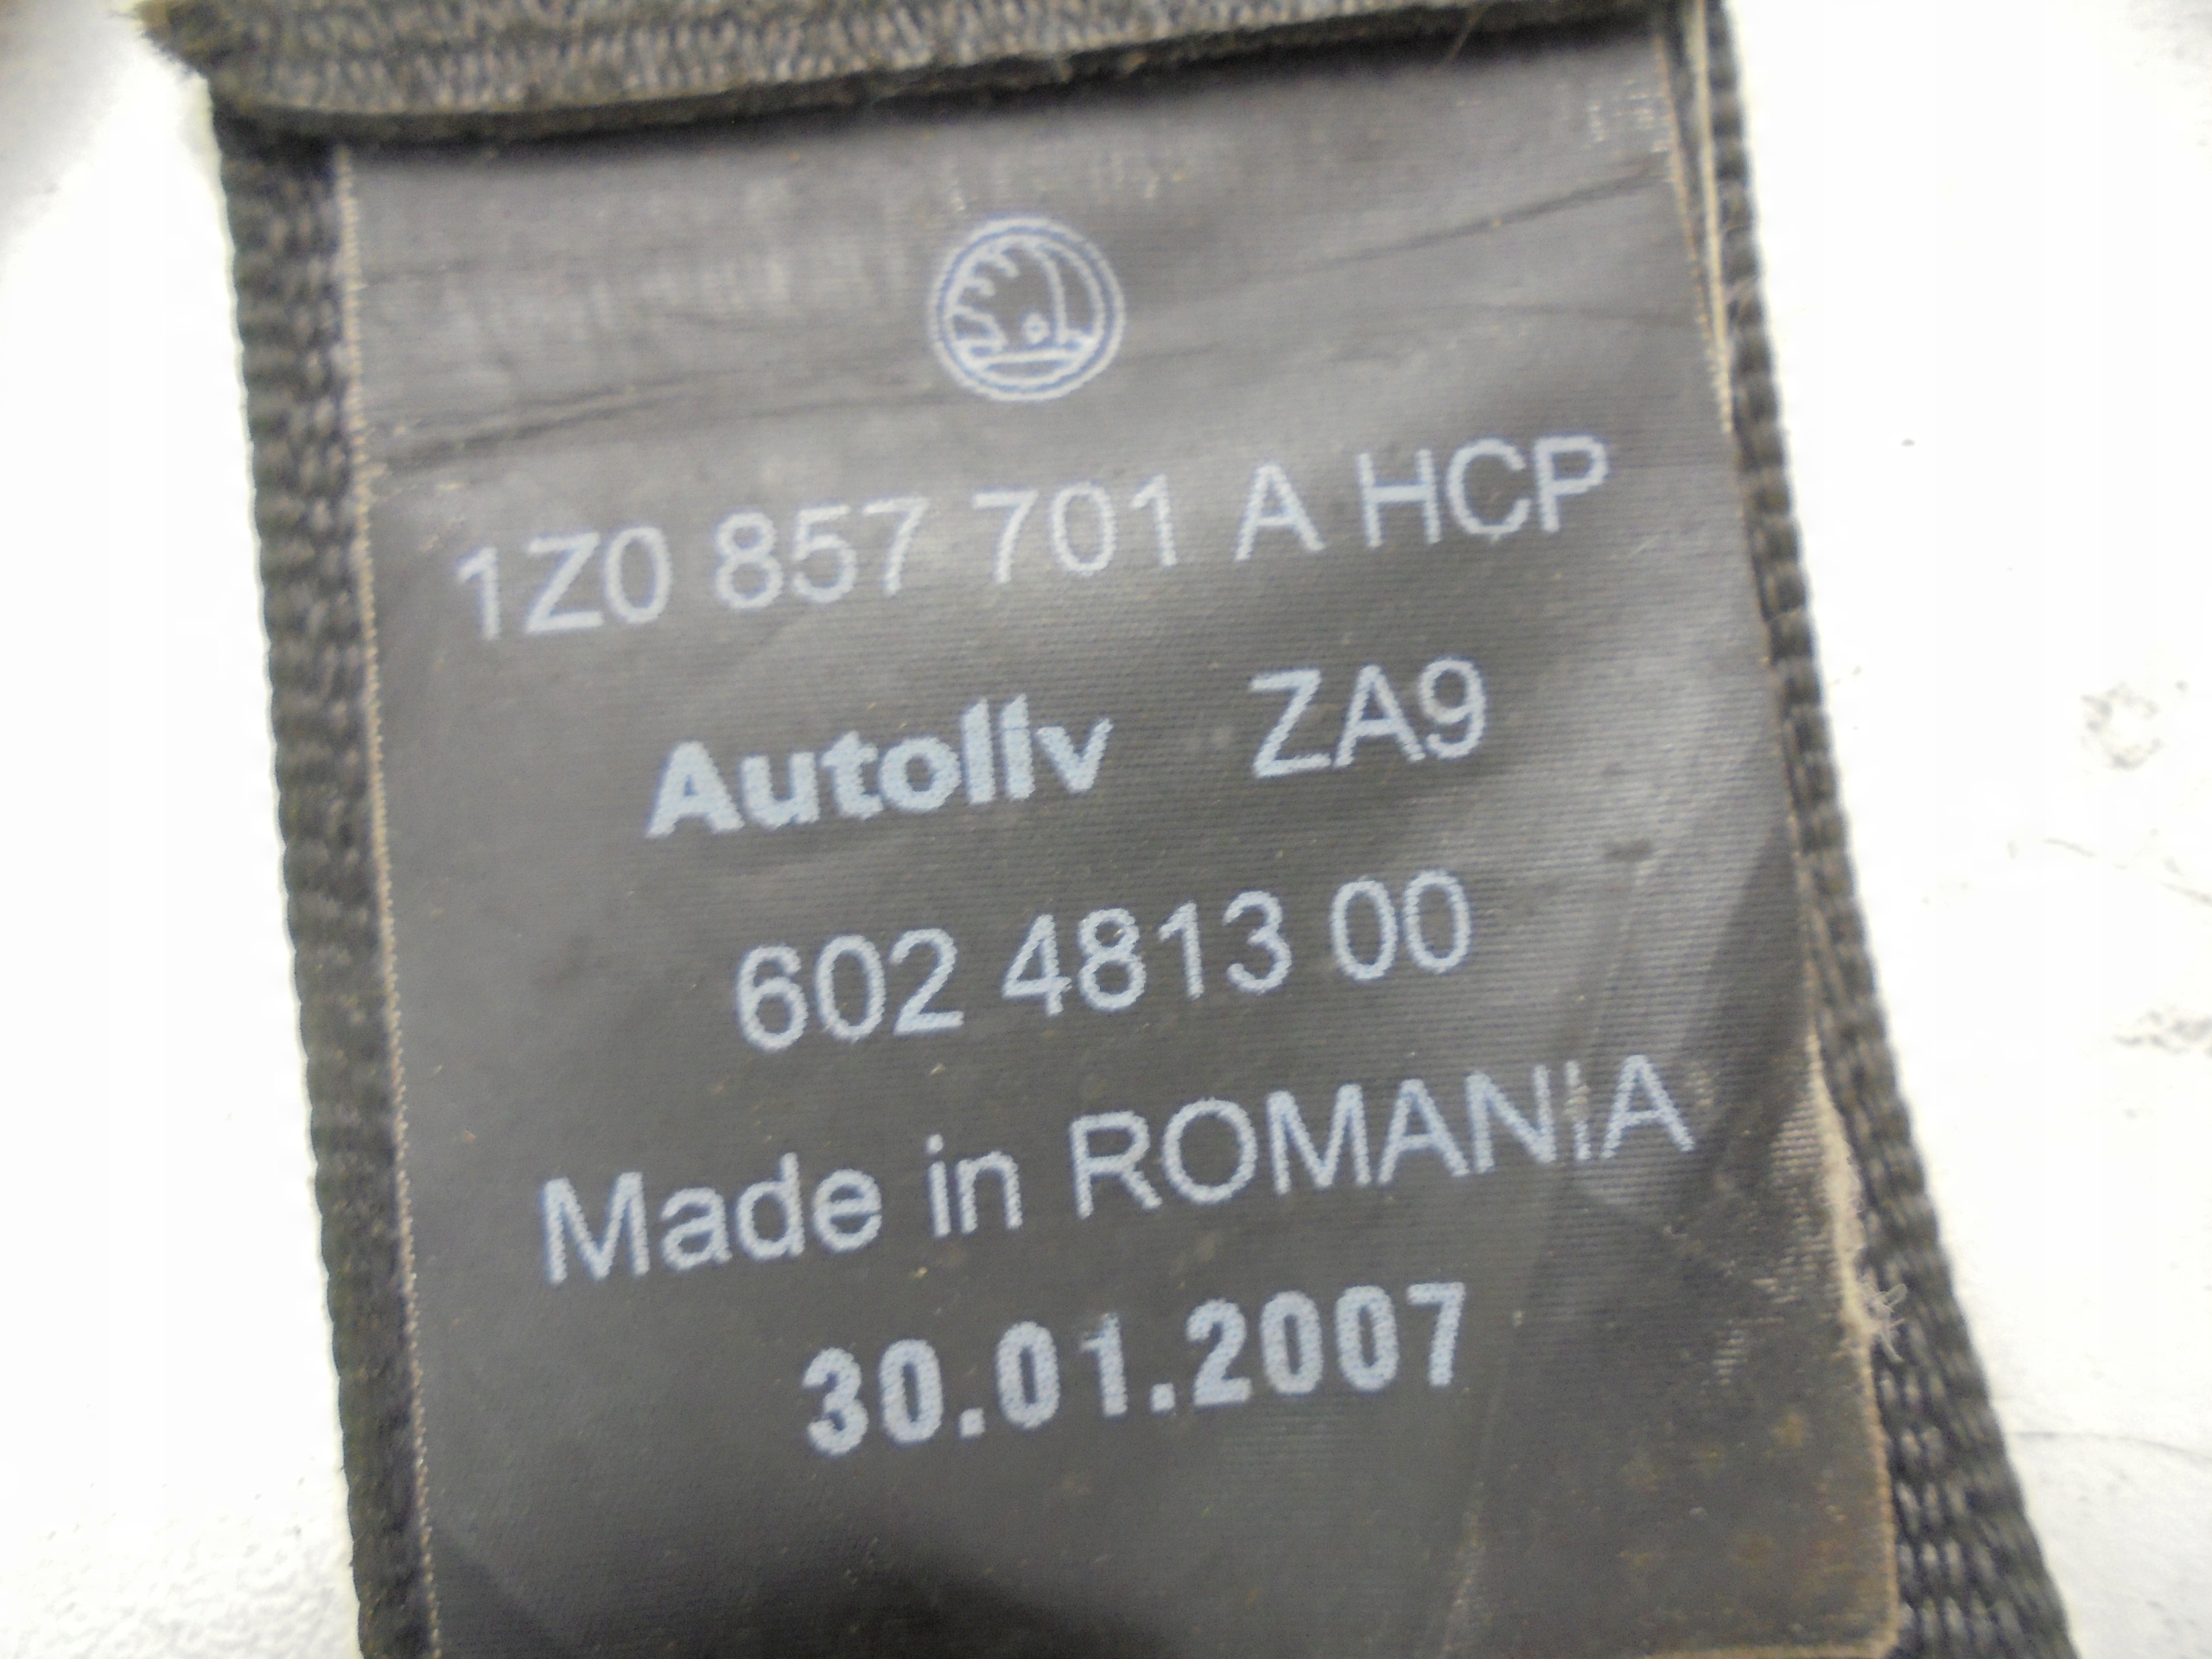 1Z0 857 701 A HCP
Autoliv ZA9
602 4813 00
Made in ROMANIA
30.01.2007